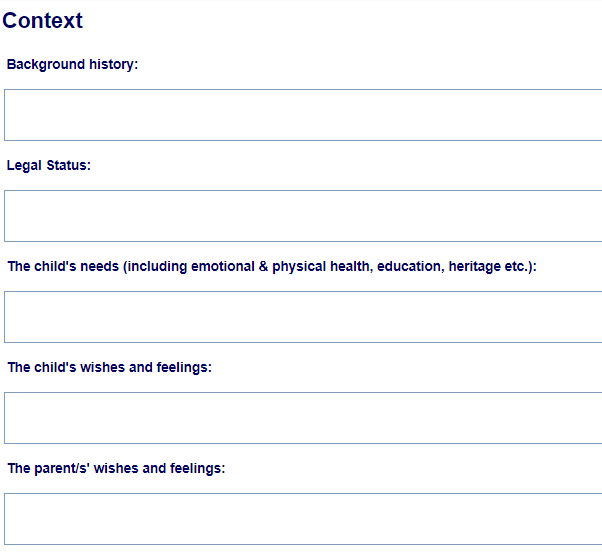 Context
Background history:
Legal Status:
The child's needs (including emotional & physical health, education, heritage etc.):
The child's wishes and feelings:
The parent/s' wishes and feelings: